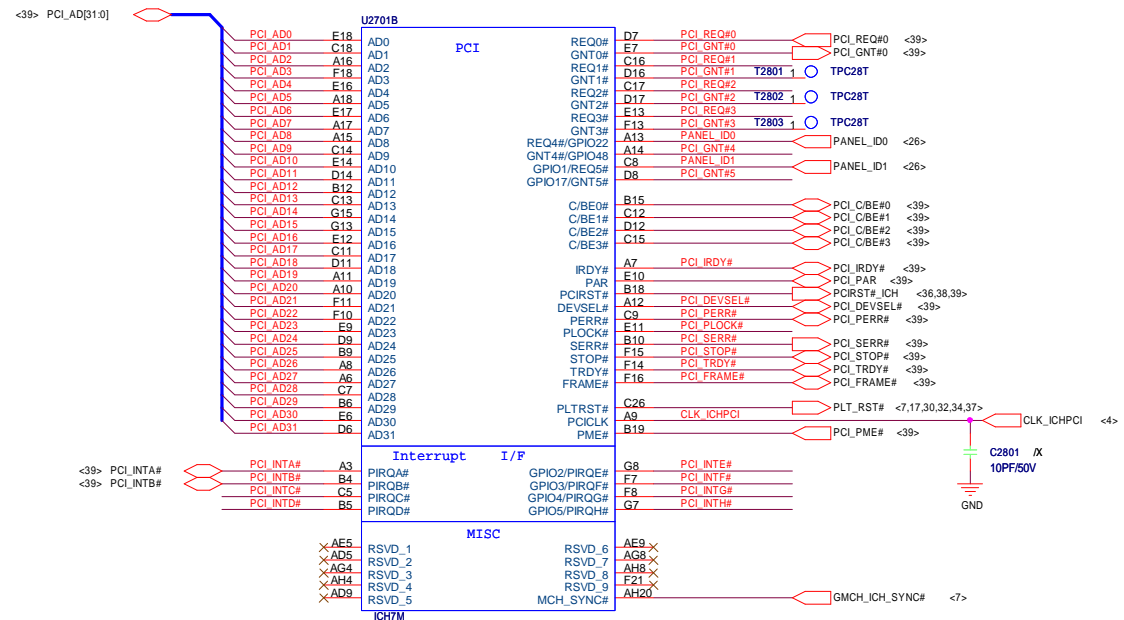 <39> PCI_AD[31:0]
U2701B
PCI
PCI_AD0 E18 AD0 REQ0# D7 PCI_REQ#0 PCI_REQ#0 <39>
PCI_AD1 C18 AD1 GNT0# E7 PCI_GNT#0 PCI_GNT#0 <39>
PCI_AD2 A16 AD2 REQ1# C16 PCI_REQ#1
PCI_AD3 F18 AD3 GNT1# D16 PCI_GNT#1 T2801 1 TPC28T
PCI_AD4 E16 AD4 REQ2# C17 PCI_REQ#2
PCI_AD5 A18 AD5 GNT2# D17 PCI_GNT#2 T2802 1 TPC28T
PCI_AD6 E17 AD6 REQ3# E13 PCI_REQ#3
PCI_AD7 A17 AD7 GNT3# F13 PCI_GNT#3 T2803 1 TPC28T
PCI_AD8 A15 AD8 REQ4#/GPIO22 A13 PANEL_ID0 PANEL_ID0 <26>
PCI_AD9 C14 AD9 GNT4#/GPIO48 A14 PCI_GNT#4
PCI_AD10 E14 AD10 GPIO1/REQ5# C8 PANEL_ID1 PANEL_ID1 <26>
PCI_AD11 D14 AD11 GPIO17/GNT5# D8 PCI_GNT#5
PCI_AD12 B12 AD12
PCI_AD13 C13 AD13 C/BE0# B15 PCI_C/BE#0 <39>
PCI_AD14 G15 AD14 C/BE1# C12 PCI_C/BE#1 <39>
PCI_AD15 G13 AD15 C/BE2# D12 PCI_C/BE#2 <39>
PCI_AD16 E12 AD16 C/BE3# C15 PCI_C/BE#3 <39>
PCI_AD17 C11 AD17
PCI_AD18 D11 AD18 IRDY# A7 PCI_IRDY# PCI_IRDY# <39>
PCI_AD19 A11 AD19 PAR E10 PCI_PAR <39>
PCI_AD20 A10 AD20 PCIRST# B18 PCIRST#_ICH <36,38,39>
PCI_AD21 F11 AD21 DEVSEL# A12 PCI_DEVSEL# PCI_DEVSEL# <39>
PCI_AD22 F10 AD22 PERR# C9 PCI_PERR# PCI_PERR# <39>
PCI_AD23 E9 AD23 PLOCK# E11 PCI_PLOCK#
PCI_AD24 D9 AD24 SERR# B10 PCI_SERR# PCI_SERR# <39>
PCI_AD25 B9 AD25 STOP# F15 PCI_STOP# PCI_STOP# <39>
PCI_AD26 A8 AD26 TRDY# F14 PCI_TRDY# PCI_TRDY# <39>
PCI_AD27 A6 AD27 FRAME# F16 PCI_FRAME# PCI_FRAME# <39>
PCI_AD28 C7 AD28
PCI_AD29 B6 AD29 PLTRST# C26 PLT_RST# <7,17,30,32,34,37>
PCI_AD30 E6 AD30 PCICLK A9 CLK_ICHPCI CLK_ICHPCI <4>
PCI_AD31 D6 AD31 PME# B19 PCI_PME# <39>
C2801 /X
10PF/50V
GND
Interrupt I/F
<39> PCI_INTA# PCI_INTA# A3 PIRQA# GPIO2/PIRQE# G8 PCI_INTE#
<39> PCI_INTB# PCI_INTB# B4 PIRQB# GPIO3/PIRQF# F7 PCI_INTF#
PCI_INTC# C5 PIRQC# GPIO4/PIRQG# F8 PCI_INTG#
PCI_INTD# B5 PIRQD# GPIO5/PIRQH# G7 PCI_INTH#
MISC
AE5 RSVD_1 RSVD_6 AE9
AD5 RSVD_2 RSVD_7 AG8
AG4 RSVD_3 RSVD_8 AH8
AH4 RSVD_4 RSVD_9 F21
AD9 RSVD_5 MCH_SYNC# AH20 GMCH_ICH_SYNC# <7>
ICH7M